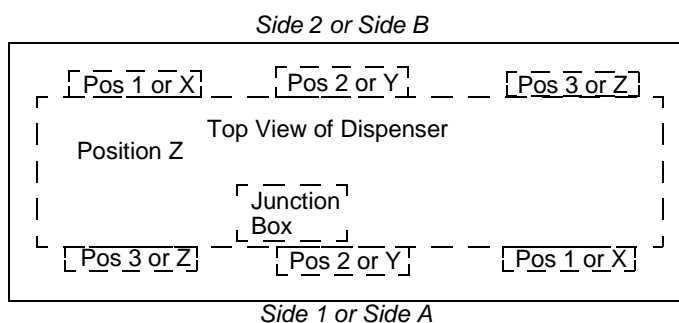 Side 2 or Side B
Pos 1 or X
Pos 2 or Y
Pos 3 or Z
Top View of Dispenser
Position Z
Junction
Box
Pos 3 or Z
Pos 2 or Y
Pos 1 or X
Side 1 or Side A